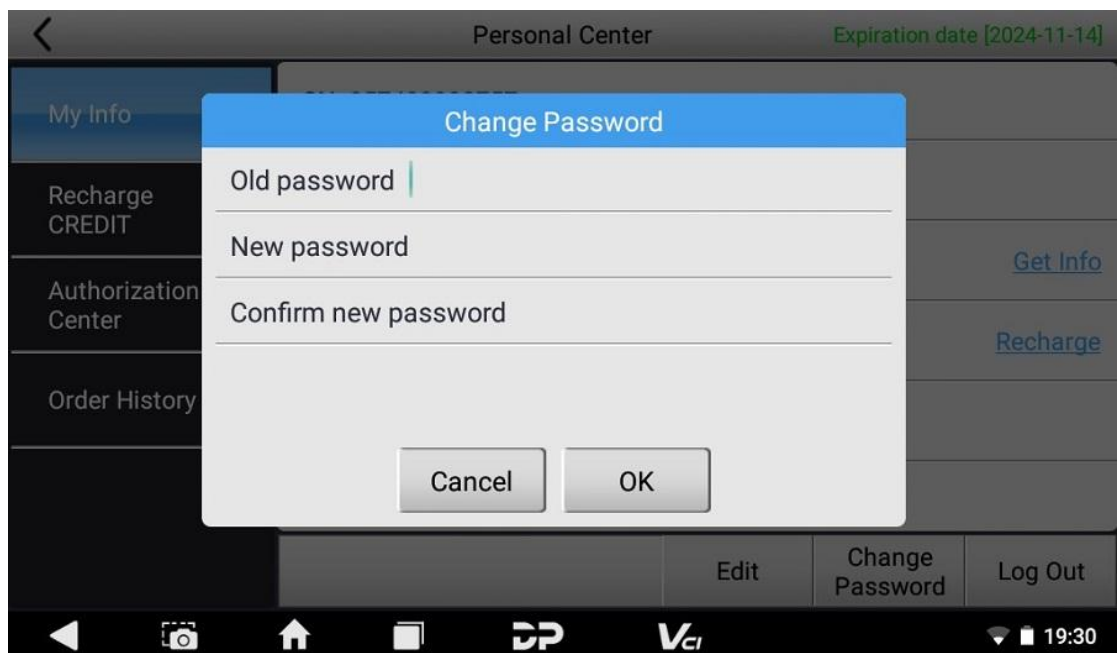 Personal Center
Expiration date [2024-11-14]
My Info
Recharge
CREDIT
Authorization
Center
Order History
Change Password
Old password
New password
Confirm new password
Cancel
OK
Get Info
Recharge
Edit
Change
Password
Log Out
DP
VCI
19:30